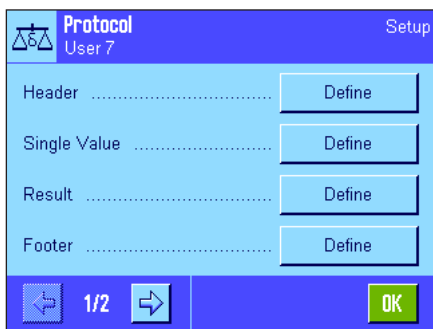 Protocol Setup
User 7
Header .............................. Define
Single Value ....................... Define
Result ............................... Define
Footer ............................... Define
1/2 OK